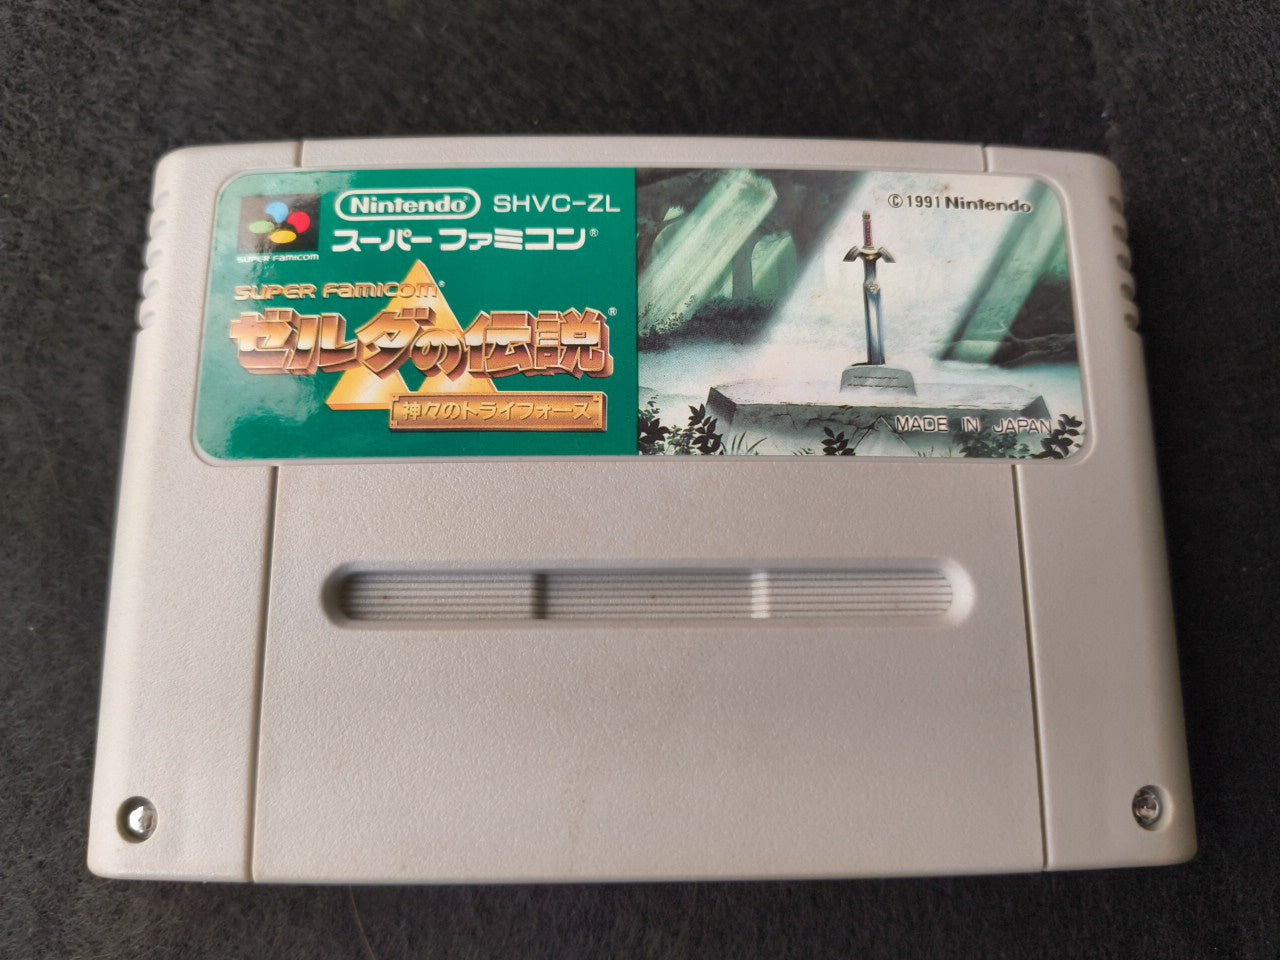 Nintendo® SHVC-ZL
スーパーファミコン®
SUPER FAMICOM
SUPER FAMICOM®
ゼルダの伝説®
神々のトライフォース
©1991 Nintendo
MADE IN JAPAN